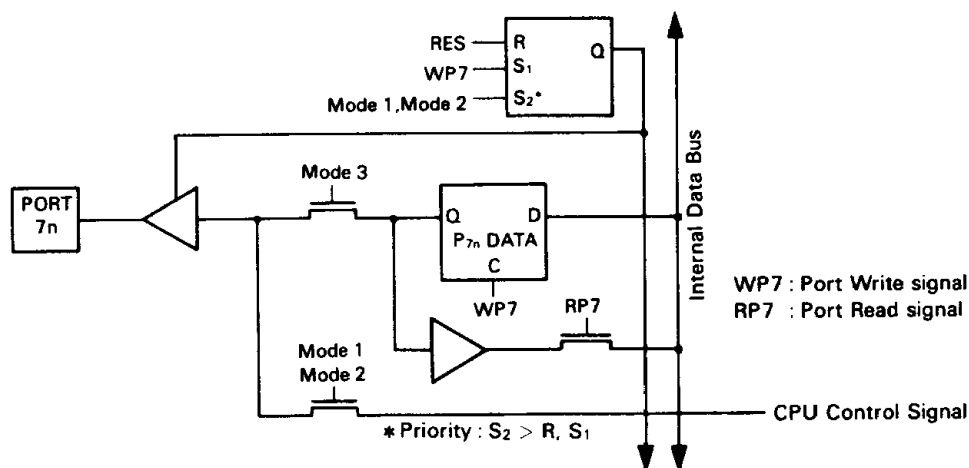 RES
R
Q
WP7
S₁
Mode 1, Mode 2
S₂*
Mode 3
PORT
7n
Q
D
P₇ₙ DATA
C
WP7
RP7
Internal Data Bus
WP7 : Port Write signal
RP7 : Port Read signal
Mode 1
Mode 2
CPU Control Signal
* Priority : S₂ > R, S₁